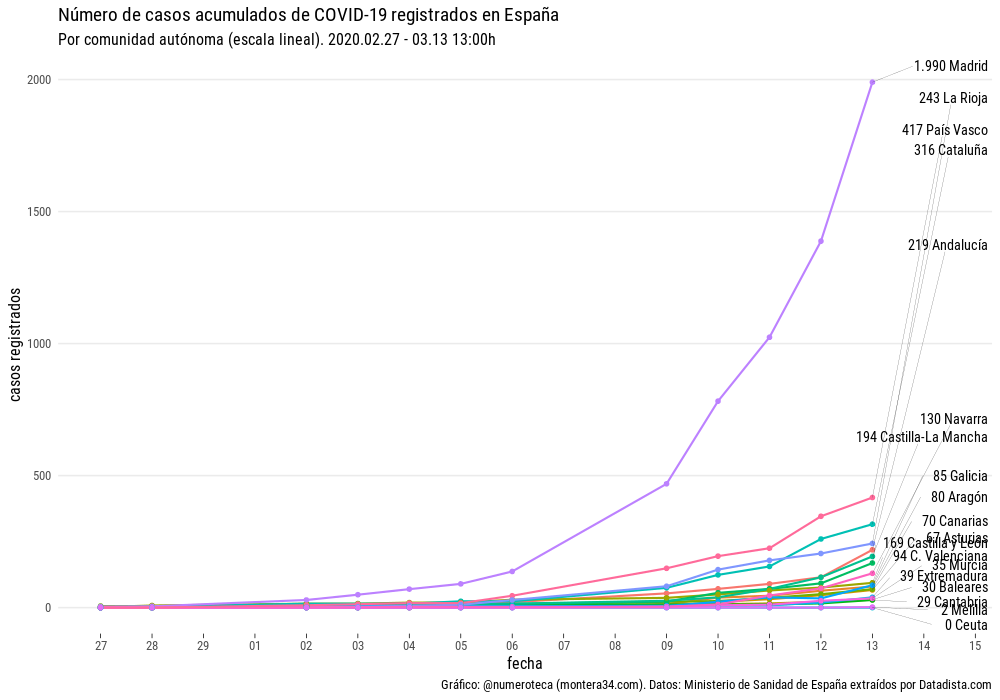 Número de casos acumulados de COVID-19 registrados en España
Por comunidad autónoma (escala lineal). 2020.02.27 - 03.13 13:00h
casos registrados
2000
1500
1000
500
0
1.990 Madrid
243 La Rioja
417 País Vasco
316 Cataluña
219 Andalucía
130 Navarra
194 Castilla-La Mancha
85 Galicia
80 Aragón
70 Canarias
67 Asturias
169 Castilla y León
94 C. Valenciana
35 Murcia
39 Extremadura
30 Baleares
29 Cantabria
2 Melilla
0 Ceuta
27 28 29 01 02 03 04 05 06 07 08 09 10 11 12 13 14 15
fecha
Gráfico: @numeroteca (montera34.com). Datos: Ministerio de Sanidad de España extraídos por Datadista.com